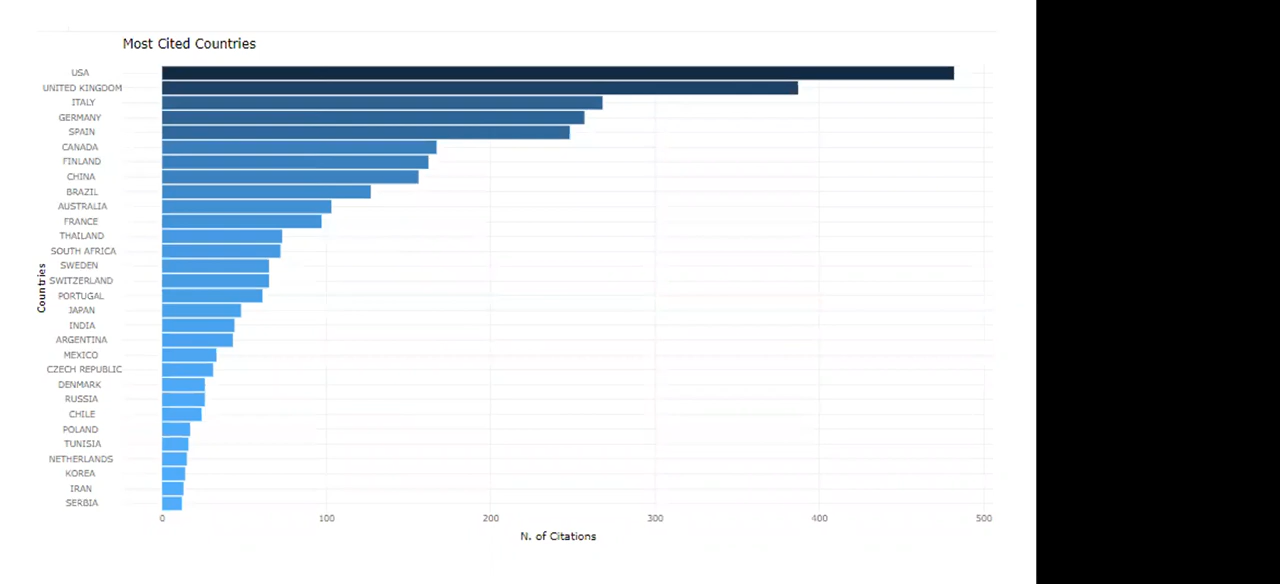 Most Cited Countries
USA
UNITED KINGDOM
ITALY
GERMANY
SPAIN
CANADA
FINLAND
CHINA
BRAZIL
AUSTRALIA
FRANCE
THAILAND
SOUTH AFRICA
SWEDEN
SWITZERLAND
PORTUGAL
JAPAN
INDIA
ARGENTINA
MEXICO
CZECH REPUBLIC
DENMARK
RUSSIA
CHILE
POLAND
TUNISIA
NETHERLANDS
KOREA
IRAN
SERBIA
Countries
0 100 200 300 400 500
N. of Citations